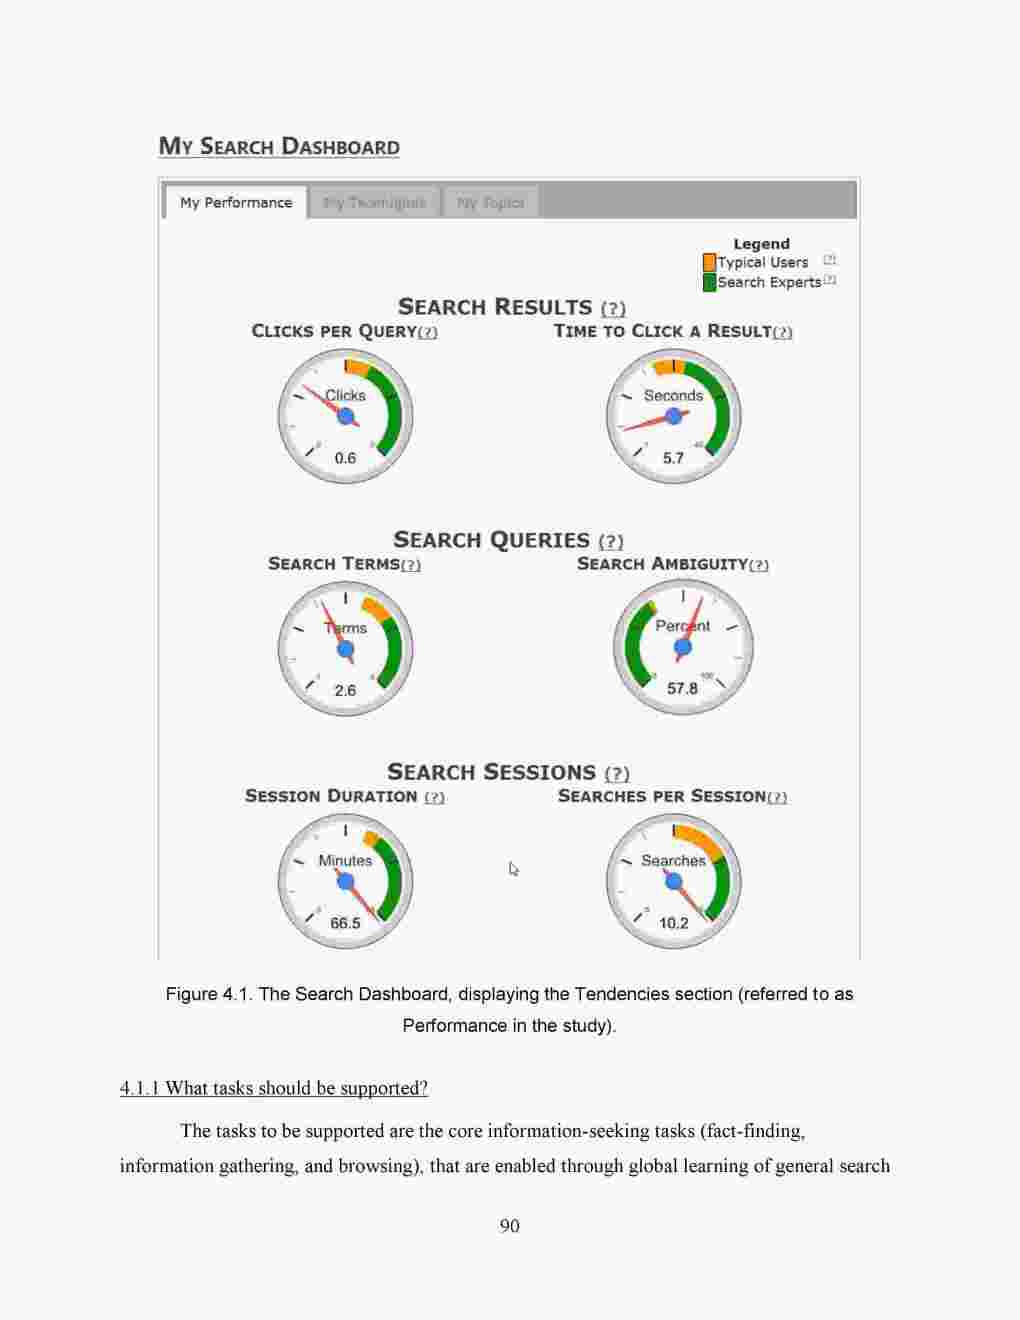 MY SEARCH DASHBOARD
My Performance My Techniques My Topics
Legend
Typical Users [?]
Search Experts [?]
SEARCH RESULTS (?)
CLICKS PER QUERY(?) TIME TO CLICK A RESULT(?)
Clicks Seconds
0.6 5.7
SEARCH QUERIES (?)
SEARCH TERMS(?) SEARCH AMBIGUITY(?)
Terms Percent
100
2.6 57.8
SEARCH SESSIONS (?)
SESSION DURATION (?) SEARCHES PER SESSION(?)
Minutes Searches
66.5 10.2
Figure 4.1. The Search Dashboard, displaying the Tendencies section (referred to as
Performance in the study).
4.1.1 What tasks should be supported?
The tasks to be supported are the core information-seeking tasks (fact-finding,
information gathering, and browsing), that are enabled through global learning of general search
90